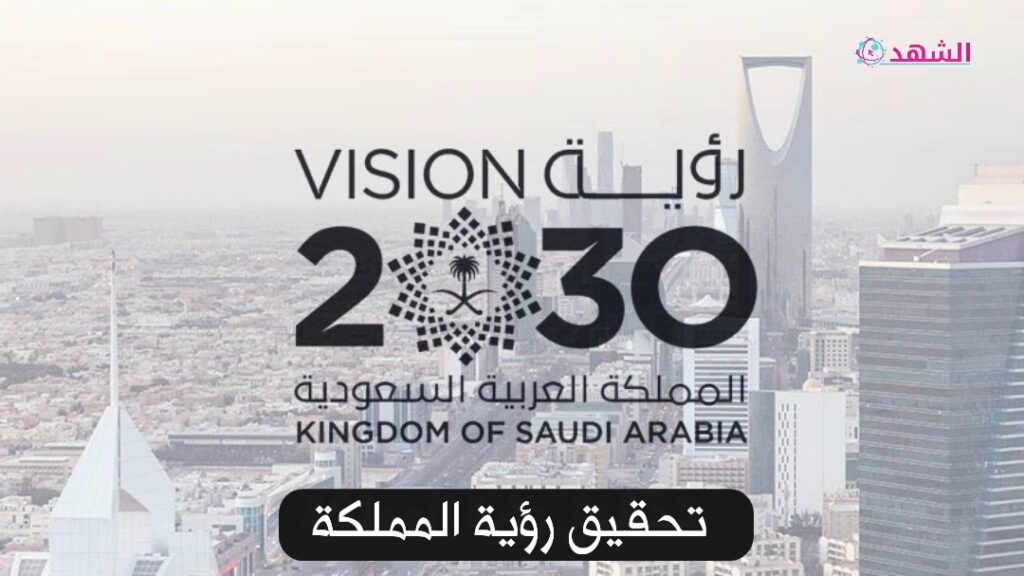 الشهد
VISION رؤيـــة
2030
المملكة العربية السعودية
KINGDOM OF SAUDI ARABIA
تحقيق رؤية المملكة